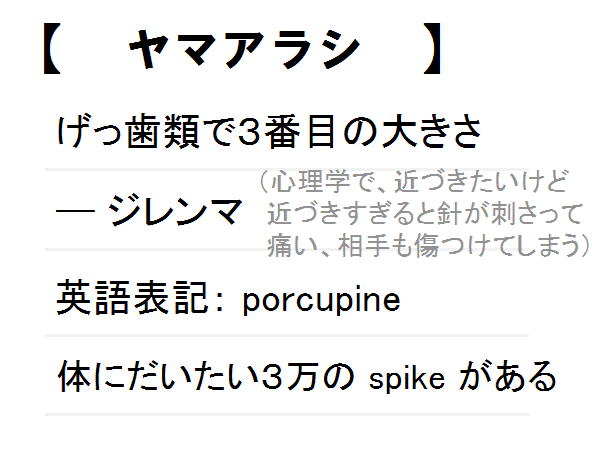 【 ヤマアラシ 】
げっ歯類で３番目の大きさ
― ジレンマ
（心理学で、近づきたいけど
近づきすぎると針が刺さって
痛い、相手も傷つけてしまう）
英語表記： porcupine
体にだいたい３万の spike がある